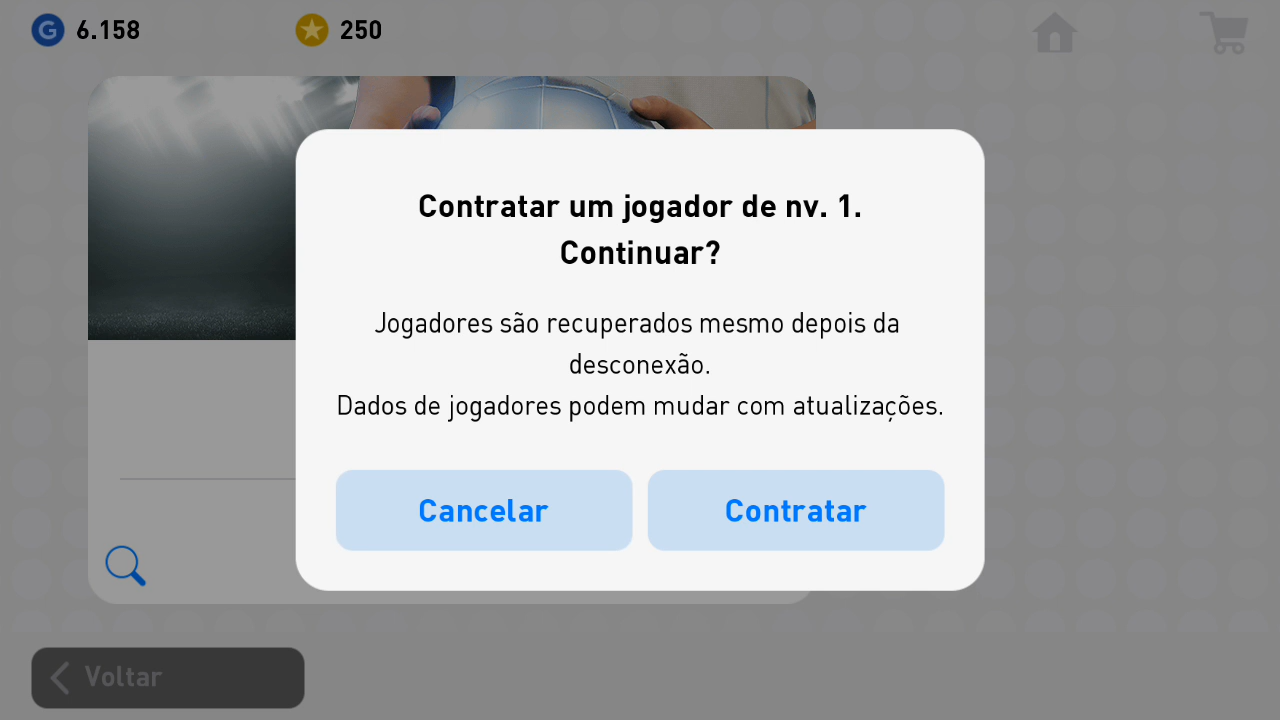 G 6.158
250
Contratar um jogador de nv. 1.
Continuar?
Jogadores são recuperados mesmo depois da
desconexão.
Dados de jogadores podem mudar com atualizações.
Cancelar
Contratar
Voltar